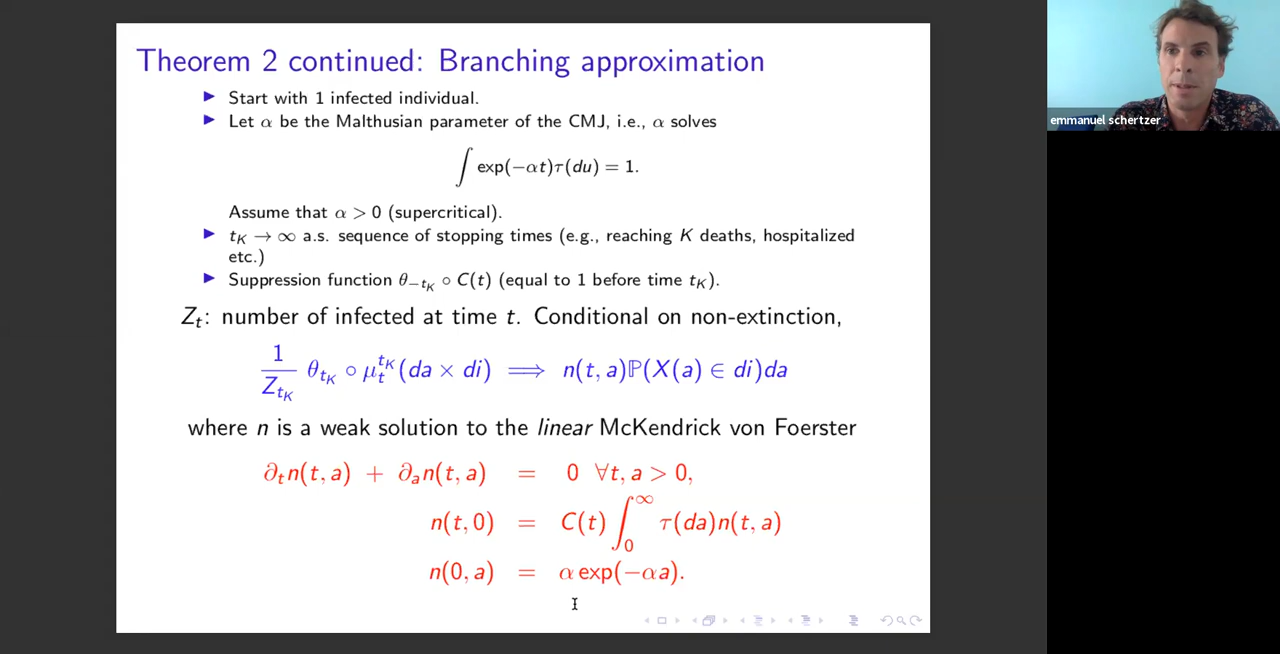 Theorem 2 continued: Branching approximation
▶ Start with 1 infected individual.
▶ Let α be the Malthusian parameter of the CMJ, i.e., α solves
∫ exp(−αt)τ(du) = 1.
Assume that α > 0 (supercritical).
▶ t_K → ∞ a.s. sequence of stopping times (e.g., reaching K deaths, hospitalized
etc.)
▶ Suppression function θ_{−t_K} ∘ C(t) (equal to 1 before time t_K).
Z_t: number of infected at time t. Conditional on non-extinction,
1/Z_{t_K} θ_{t_K} ∘ μ_t^{t_K}(da × di) ⟹ n(t, a)ℙ(X(a) ∈ di)da
where n is a weak solution to the linear McKendrick von Foerster
∂_t n(t, a) + ∂_a n(t, a) = 0 ∀t, a > 0,
n(t, 0) = C(t) ∫_0^∞ τ(da)n(t, a)
n(0, a) = α exp(−αa).
emmanuel schertzer